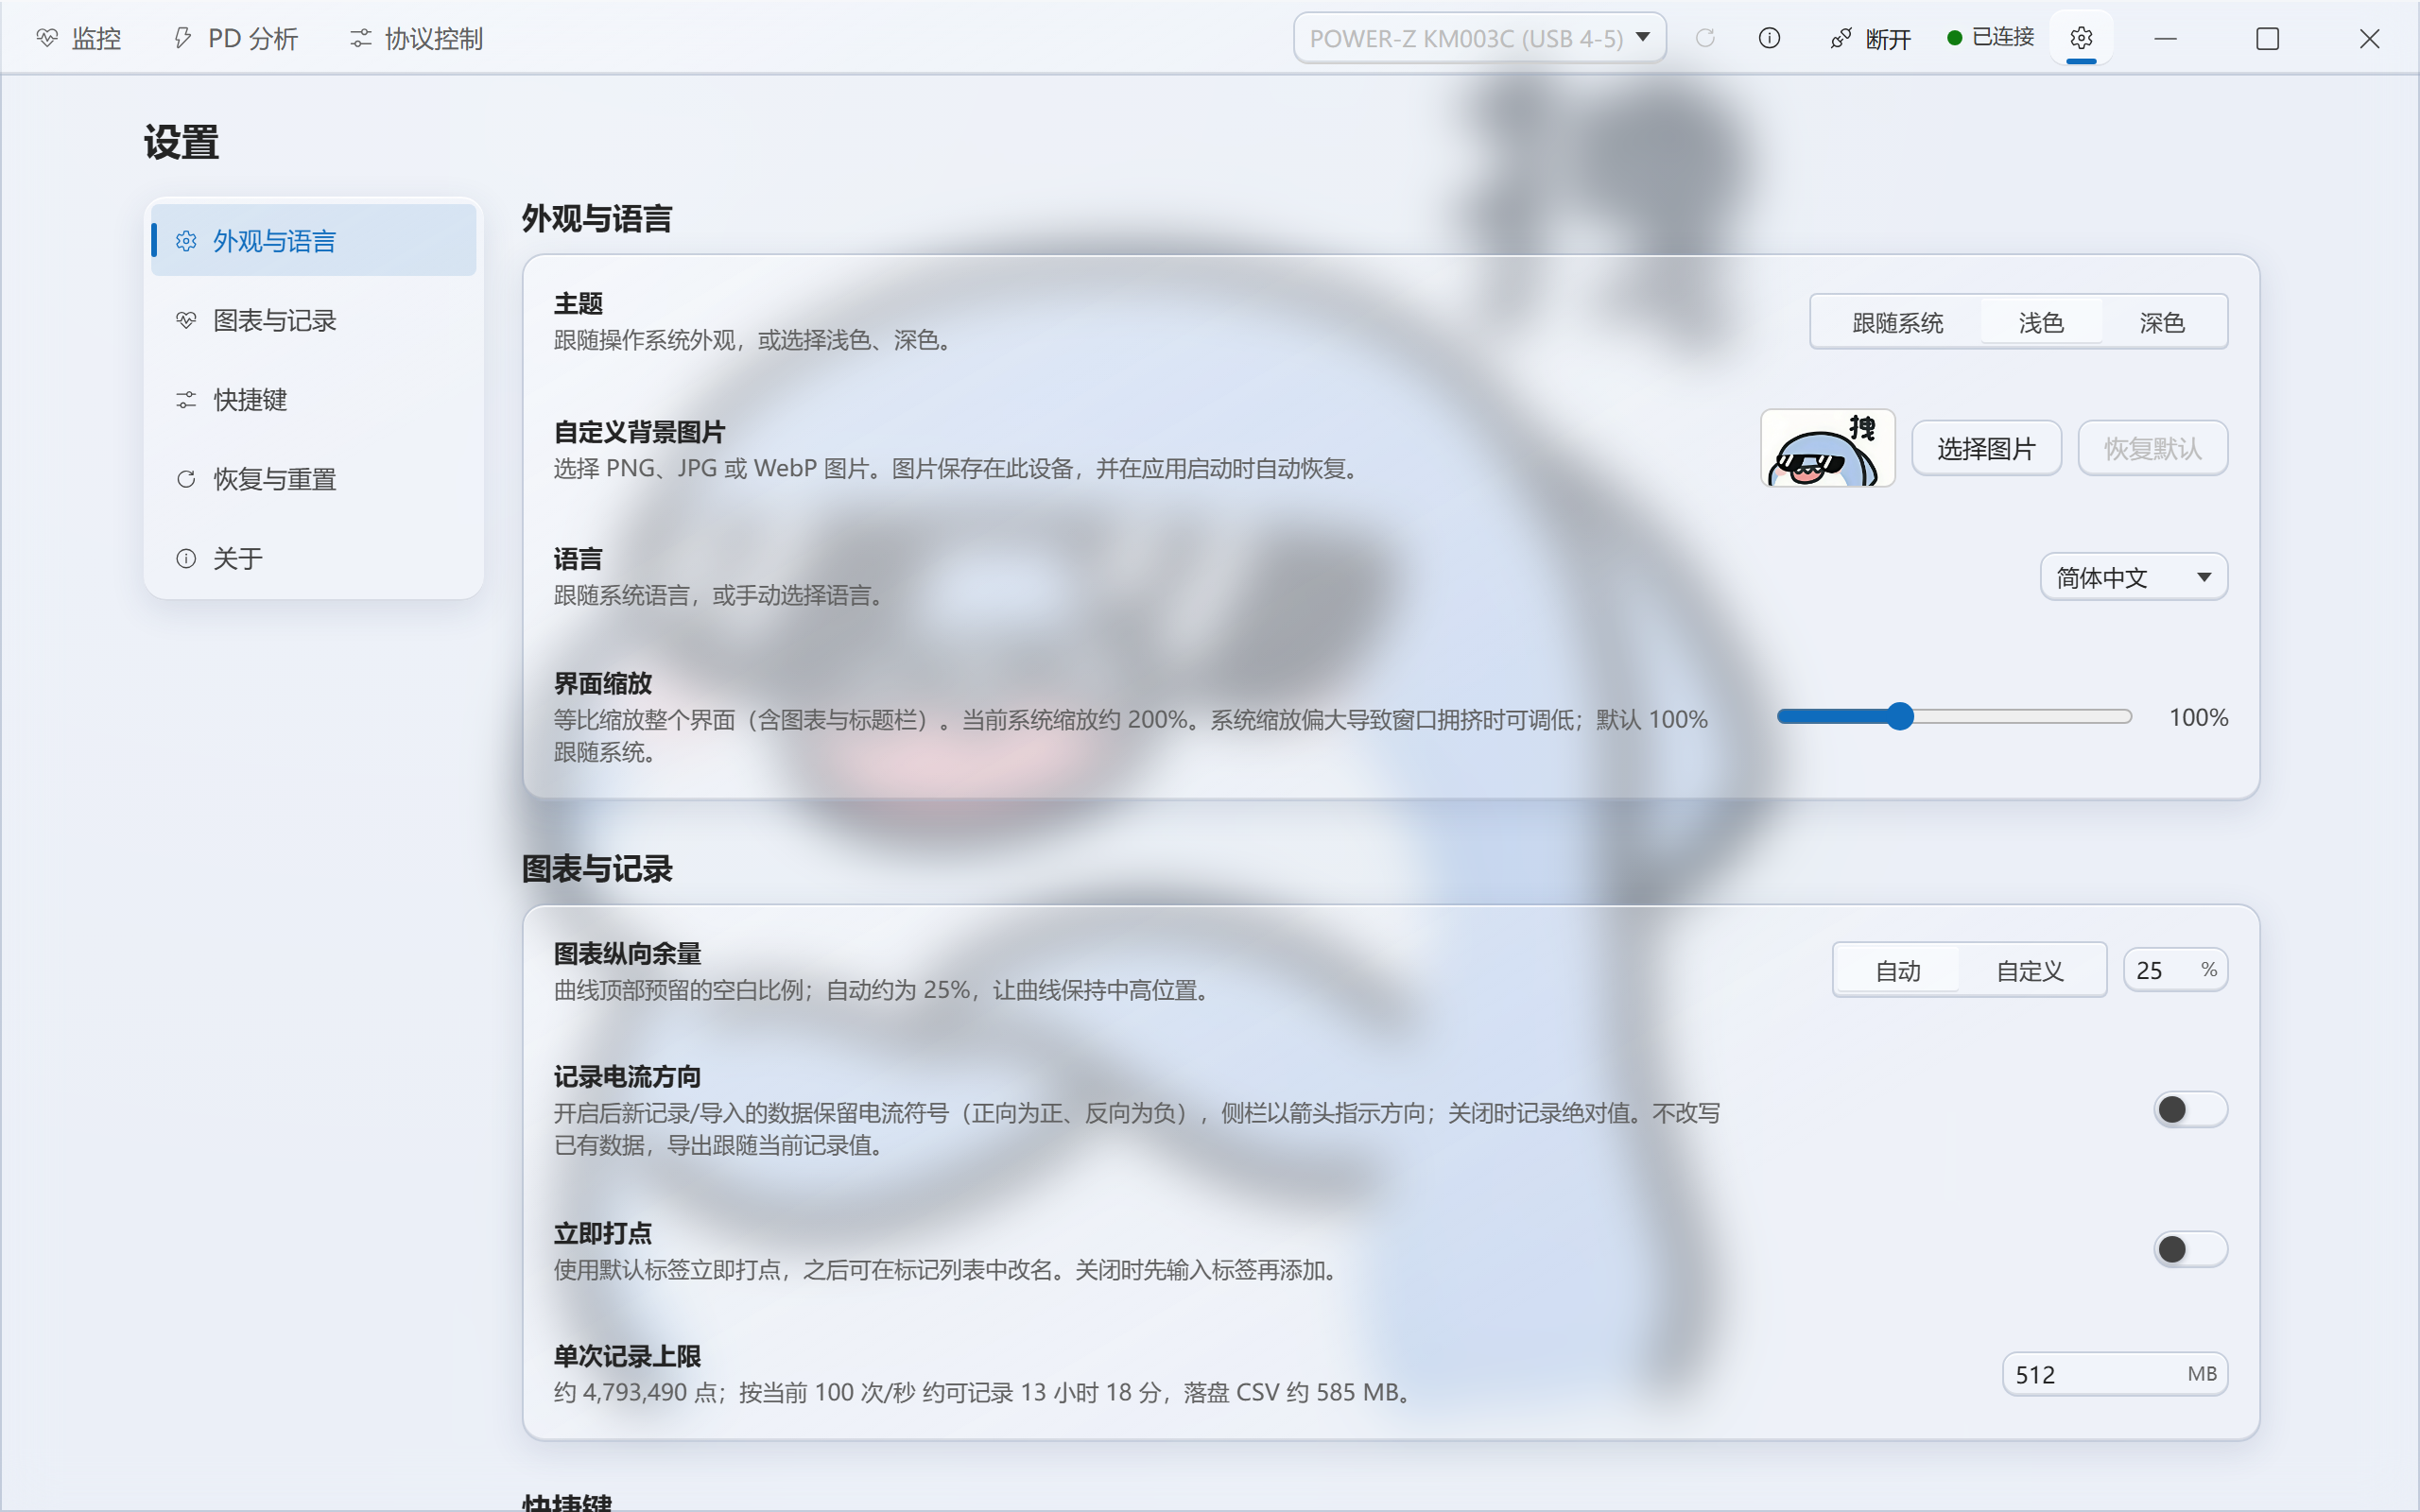 监控
PD 分析
协议控制
POWER-Z KM003C (USB 4-5)
断开
已连接
设置
外观与语言
图表与记录
快捷键
恢复与重置
关于
外观与语言
主题
跟随操作系统外观，或选择浅色、深色。
跟随系统
浅色
深色
自定义背景图片
选择 PNG、JPG 或 WebP 图片。图片保存在此设备，并在应用启动时自动恢复。
拽
选择图片
恢复默认
语言
跟随系统语言，或手动选择语言。
简体中文
界面缩放
等比缩放整个界面（含图表与标题栏）。当前系统缩放约 200%。系统缩放偏大导致窗口拥挤时可调低；默认 100%
跟随系统。
100%
图表与记录
图表纵向余量
曲线顶部预留的空白比例；自动约为 25%，让曲线保持中高位置。
自动
自定义
25 %
记录电流方向
开启后新记录/导入的数据保留电流符号（正向为正、反向为负），侧栏以箭头指示方向；关闭时记录绝对值。不改写
已有数据，导出跟随当前记录值。
立即打点
使用默认标签立即打点，之后可在标记列表中改名。关闭时先输入标签再添加。
单次记录上限
约 4,793,490 点；按当前 100 次/秒 约可记录 13 小时 18 分，落盘 CSV 约 585 MB。
512 MB
快捷键